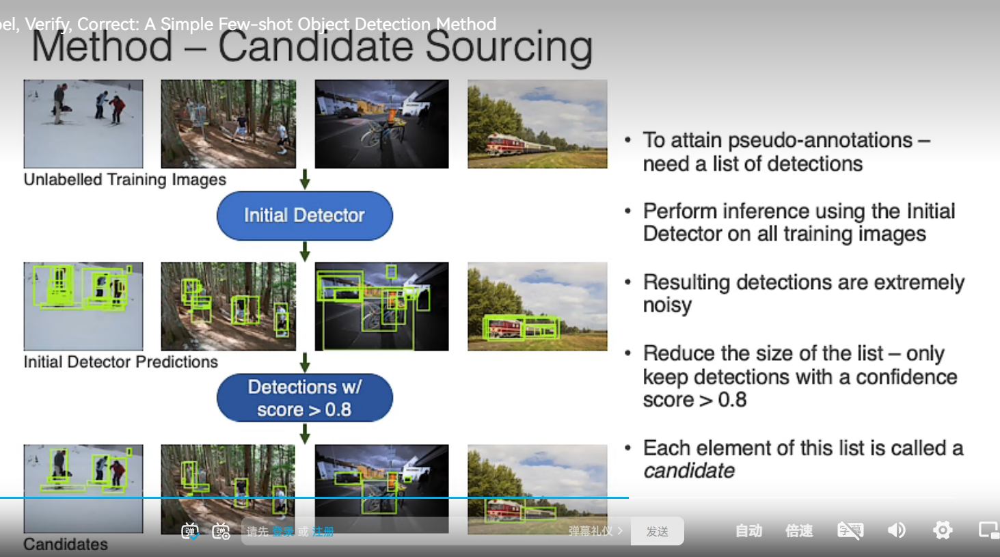 el, Verify, Correct: A Simple Few-shot Object Detection Method
Method – Candidate Sourcing
Unlabelled Training Images
Initial Detector
Initial Detector Predictions
Detections w/
score > 0.8
Candidates
• To attain pseudo-annotations –
need a list of detections
• Perform inference using the Initial
Detector on all training images
• Resulting detections are extremely
noisy
• Reduce the size of the list – only
keep detections with a confidence
score > 0.8
• Each element of this list is called a
candidate
弹 弹 请先 登录 或 注册 弹幕礼仪 发送 自动 倍速 字幕